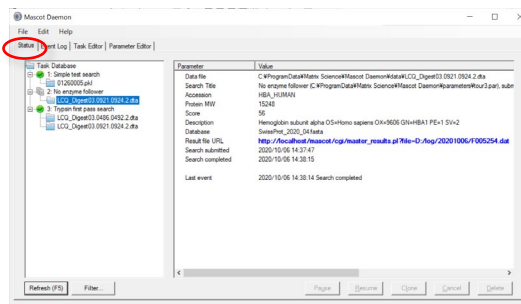 Mascot Daemon
File Edit Help
Status Event Log Task Editor Parameter Editor
Task Database
1: Simple test search
01260005.pkl
2: No enzyme follower
LCQ_Digest03.0921.0924.2.dta
3: Trypsin first pass search
LCQ_Digest03.0486.0492.2.dta
LCQ_Digest03.0921.0924.2.dta
Parameter Value
Data file C:¥ProgramData¥Matrix Science¥Mascot Daemon¥data¥LCQ_Digest03.0921.0924.2.dta
Search Title No enzyme follower (C:¥ProgramData¥Matrix Science¥Mascot Daemon¥parameters¥tour3.par), subm
Accession HBA_HUMAN
Protein MW 15248
Score 56
Description Hemoglobin subunit alpha OS=Homo sapiens OX=9606 GN=HBA1 PE=1 SV=2
Database SwissProt_2020_04.fasta
Result file URL http://localhost/mascot/cgi/master_results.pl?file=D:/log/20201006/F005254.dat
Search submitted 2020/10/06 14:37:47
Search completed 2020/10/06 14:38:15
Last event 2020/10/06 14:38:14 Search completed
Refresh (F5) Filter... Pause Resume Clone Cancel Delete